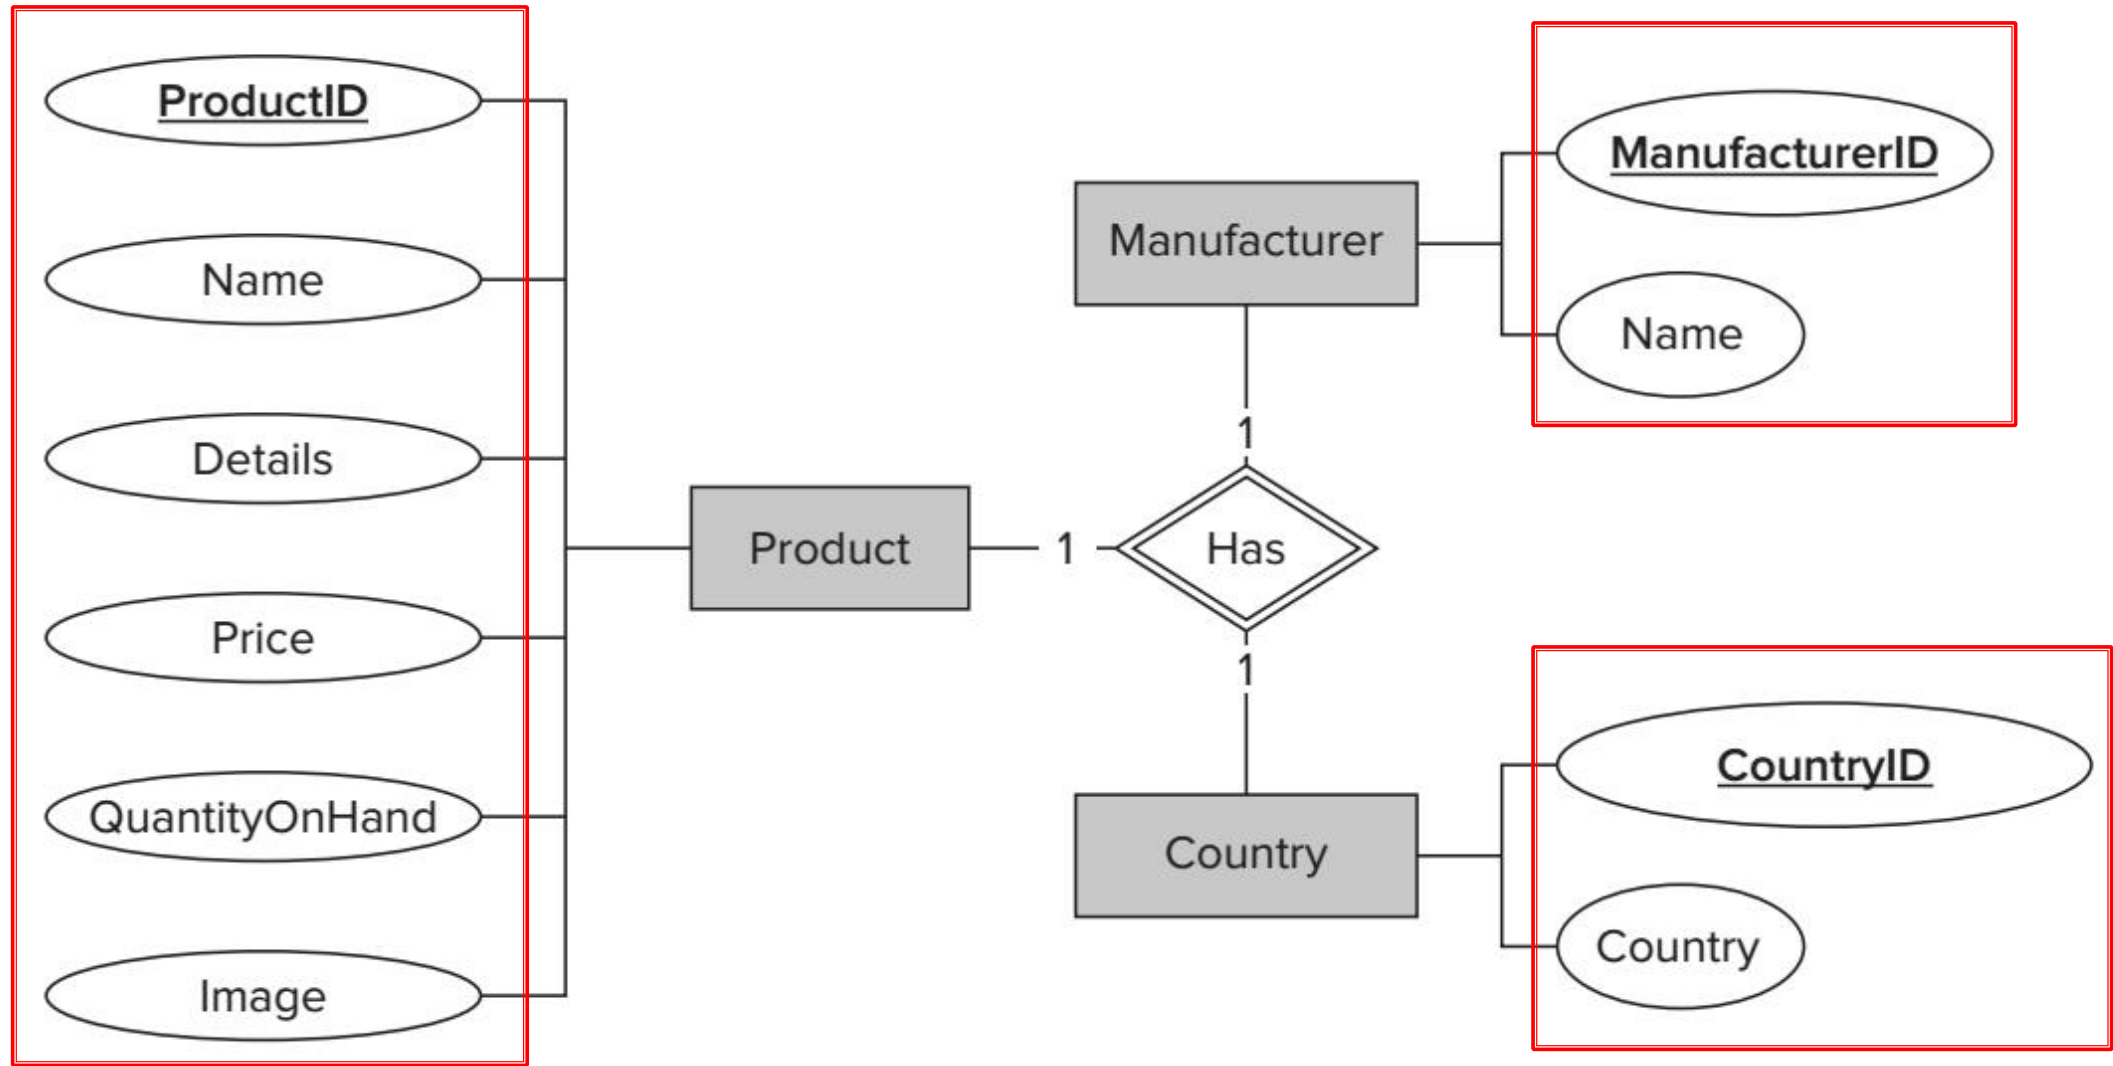 ProductID
Name
Details
Price
QuantityOnHand
Image
Product
1
Has
Manufacturer
1
1
Country
ManufacturerID
Name
CountryID
Country